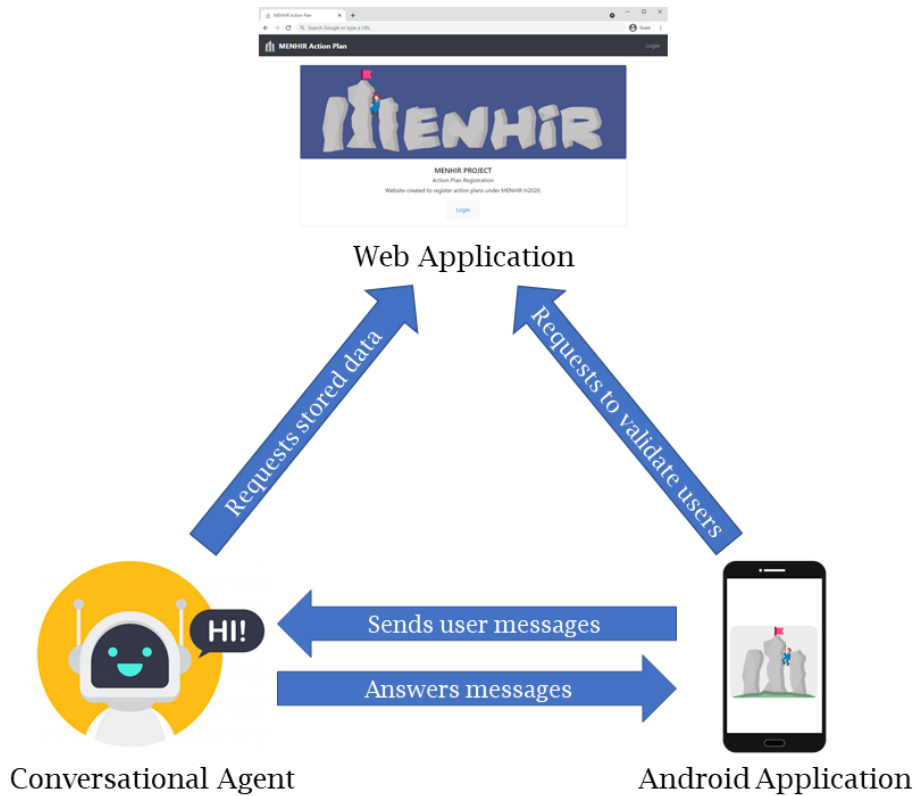 MENHIR Action Plan
Search Google or type a URL
Guest
MENHIR Action Plan
Login
MENHIR
MENHIR PROJECT
Action Plan Registration
Website created to register action plans under MENHIR H2020.
Login
Web Application
Requests stored data
Requests to validate users
HI!
Sends user messages
Answers messages
Conversational Agent
Android Application